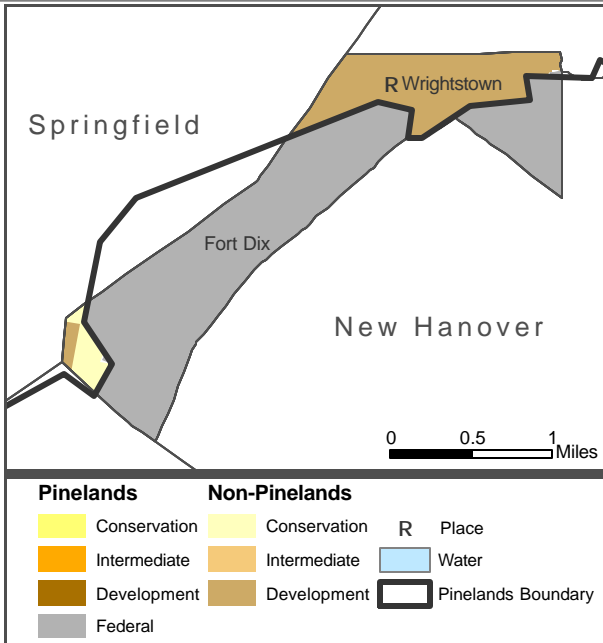 R Wrightstown
Springfield
Fort Dix
New Hanover
0 0.5 1
Miles
Pinelands Non-Pinelands
Conservation Conservation R Place
Intermediate Intermediate Water
Development Development Pinelands Boundary
Federal